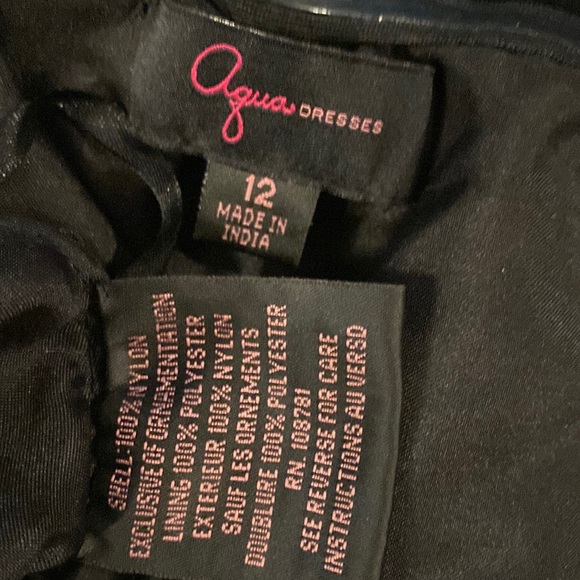 Aqua DRESSES
12
MADE IN
INDIA
SHELL: 100% NYLON
EXCLUSIVE OF ORNAMENTATION
LINING 100% POLYESTER
EXTFRIEUR 100% NYLON
SAUF LES ORNEMENTS
DOUBLURE 100% POLYESTER
RN 108781
SEE REVERSE FOR CARE
INSTRUCTIONS AU VERSO